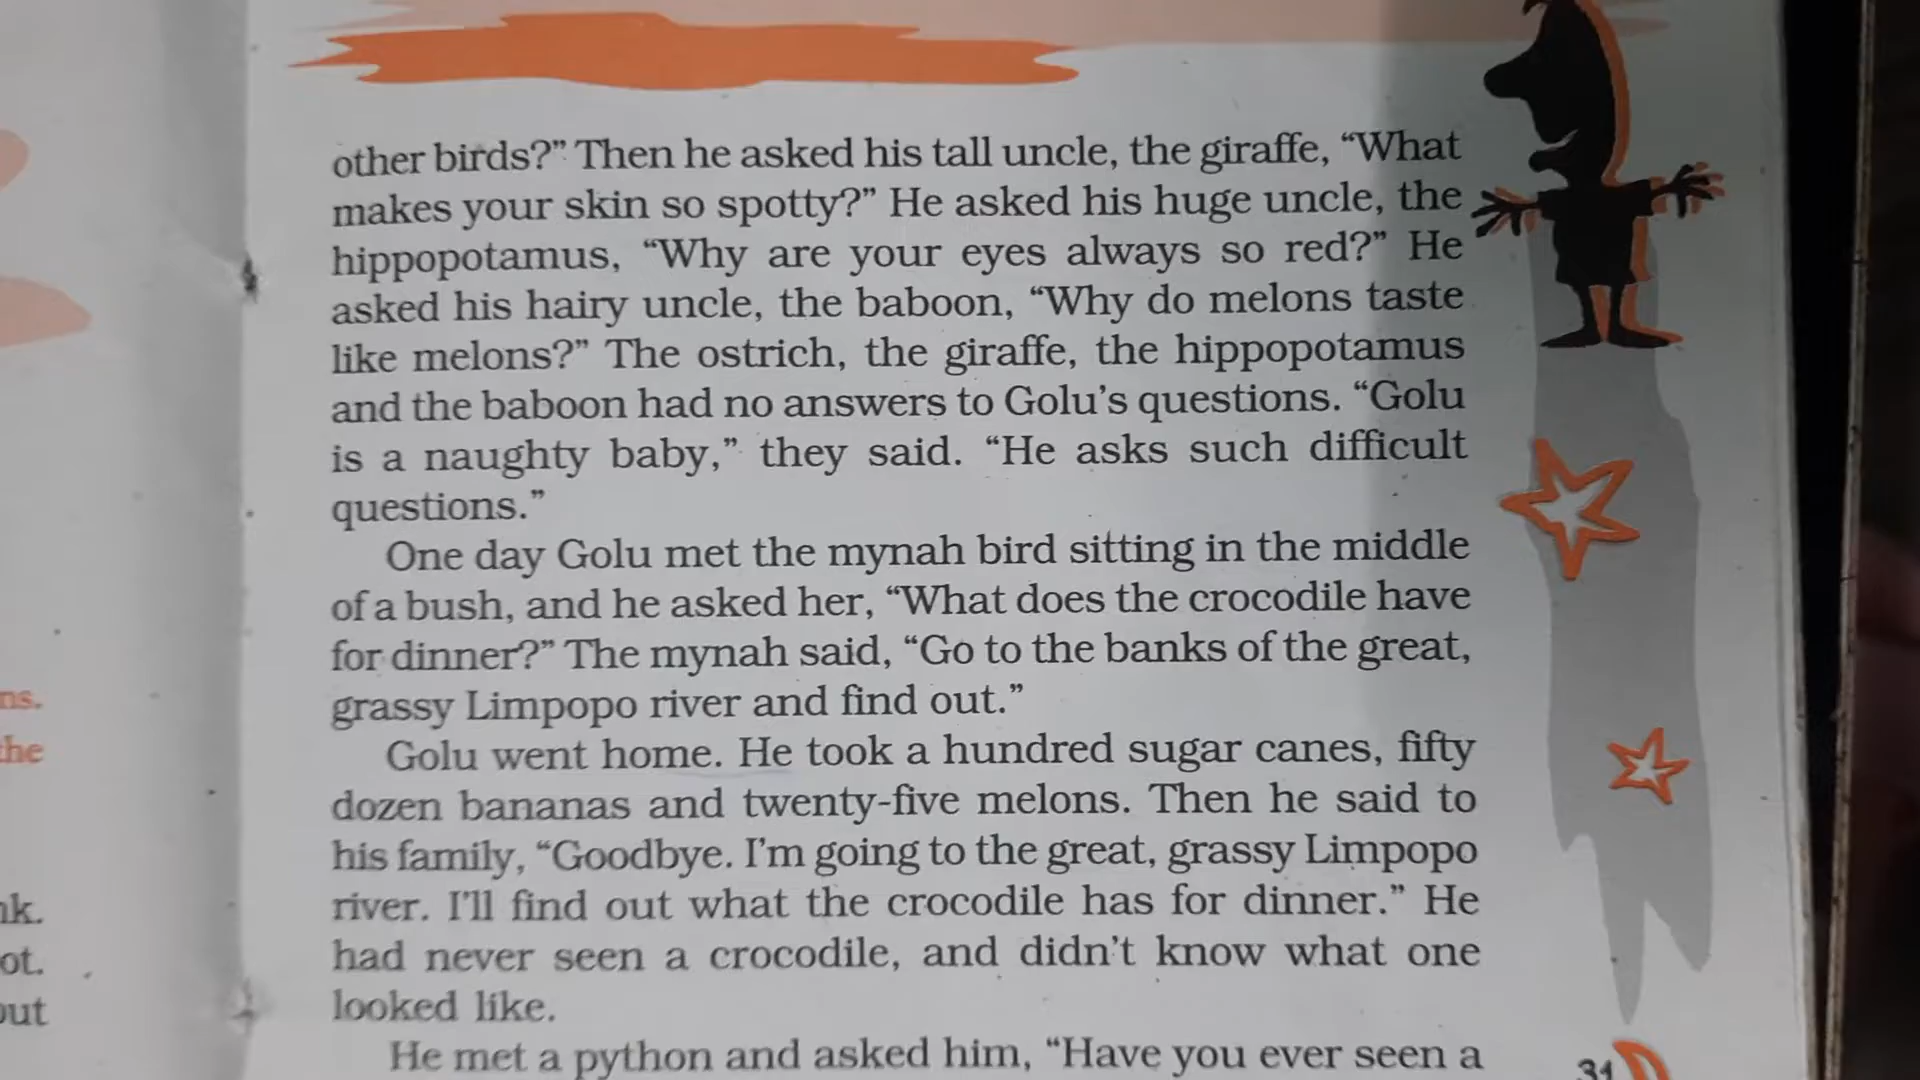 other birds?” Then he asked his tall uncle, the giraffe, “What
makes your skin so spotty?” He asked his huge uncle, the
hippopotamus, “Why are your eyes always so red?” He
asked his hairy uncle, the baboon, “Why do melons taste
like melons?” The ostrich, the giraffe, the hippopotamus
and the baboon had no answers to Golu’s questions. “Golu
is a naughty baby,” they said. “He asks such difficult
questions.”
One day Golu met the mynah bird sitting in the middle
of a bush, and he asked her, “What does the crocodile have
for dinner?” The mynah said, “Go to the banks of the great,
grassy Limpopo river and find out.”
Golu went home. He took a hundred sugar canes, fifty
dozen bananas and twenty-five melons. Then he said to
his family, “Goodbye. I’m going to the great, grassy Limpopo
river. I’ll find out what the crocodile has for dinner.” He
had never seen a crocodile, and didn’t know what one
looked like.
He met a python and asked him, “Have you ever seen a
31